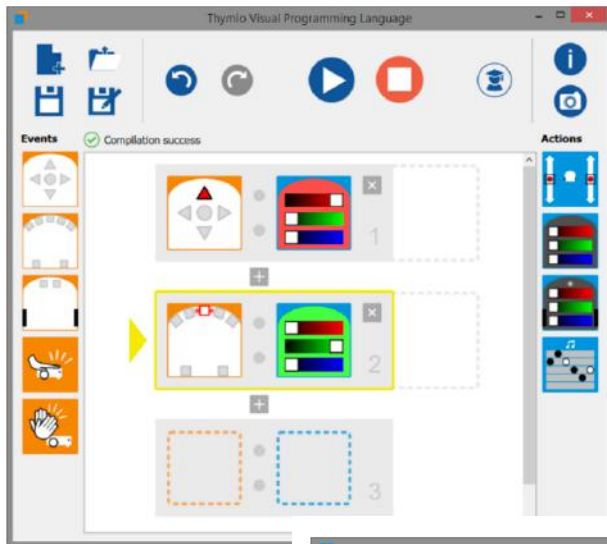 Thymio Visual Programming Language
Events
Compilation success
Actions
1
2
3